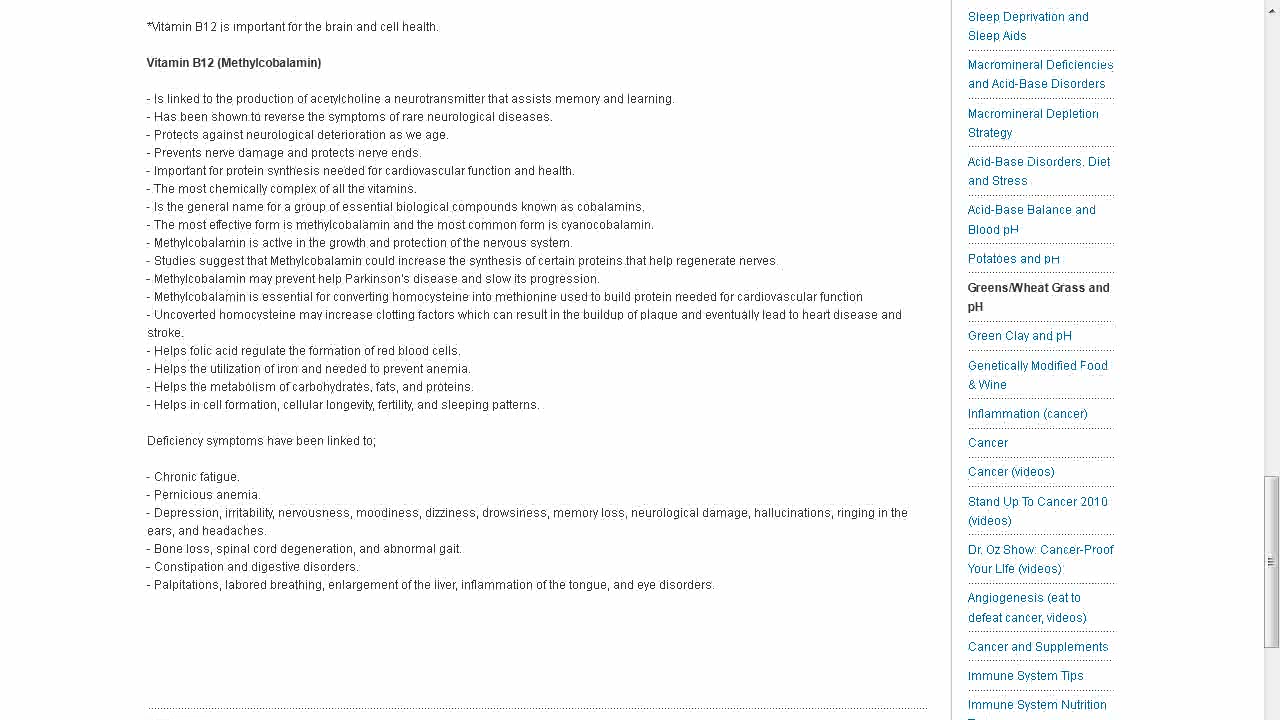 *Vitamin B12 is important for the brain and cell health.
Vitamin B12 (Methylcobalamin)
- Is linked to the production of acetylcholine a neurotransmitter that assists memory and learning.
- Has been shown to reverse the symptoms of rare neurological diseases.
- Protects against neurological deterioration as we age.
- Prevents nerve damage and protects nerve ends.
- Important for protein synthesis needed for cardiovascular function and health.
- The most chemically complex of all the vitamins.
- Is the general name for a group of essential biological compounds known as cobalamins.
- The most effective form is methylcobalamin and the most common form is cyanocobalamin.
- Methylcobalamin is active in the growth and protection of the nervous system.
- Studies suggest that Methylcobalamin could increase the synthesis of certain proteins that help regenerate nerves.
- Methylcobalamin may prevent help Parkinson's disease and slow its progression.
- Methylcobalamin is essential for converting homocysteine into methionine used to build protein needed for cardiovascular function
- Uncoverted homocysteine may increase clotting factors which can result in the buildup of plaque and eventually lead to heart disease and
stroke.
- Helps folic acid regulate the formation of red blood cells.
- Helps the utilization of iron and needed to prevent anemia.
- Helps the metabolism of carbohydrates, fats, and proteins.
- Helps in cell formation, cellular longevity, fertility, and sleeping patterns.
Deficiency symptoms have been linked to;
- Chronic fatigue.
- Pernicious anemia.
- Depression, irritability, nervousness, moodiness, dizziness, drowsiness, memory loss, neurological damage, hallucinations, ringing in the
ears, and headaches.
- Bone loss, spinal cord degeneration, and abnormal gait.
- Constipation and digestive disorders.
- Palpitations, labored breathing, enlargement of the liver, inflammation of the tongue, and eye disorders.
Sleep Deprivation and
Sleep Aids
Macromineral Deficiencies
and Acid-Base Disorders
Macromineral Depletion
Strategy
Acid-Base Disorders. Diet
and Stress
Acid-Base Balance and
Blood pH
Potatoes and pH
Greens/Wheat Grass and
pH
Green Clay and pH
Genetically Modified Food
& Wine
Inflammation (cancer)
Cancer
Cancer (videos)
Stand Up To Cancer 2010
(videos)
Dr. Oz Show: Cancer-Proof
Your Life (videos)
Angiogenesis (eat to
defeat cancer, videos)
Cancer and Supplements
Immune System Tips
Immune System Nutrition